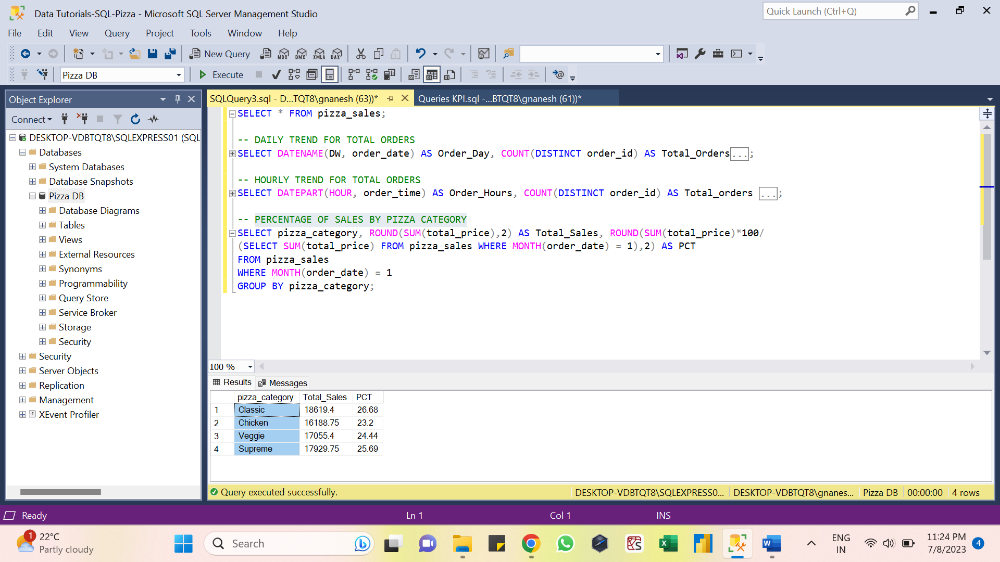 Data Tutorials-SQL-Pizza - Microsoft SQL Server Management Studio
Quick Launch (Ctrl+Q)
File Edit View Query Project Tools Window Help
New Query MDX DMX XMLA DAX
Pizza DB Execute
Object Explorer
Connect
DESKTOP-VDBTQT8\SQLEXPRESS01 (SQL
Databases
System Databases
Database Snapshots
Pizza DB
Database Diagrams
Tables
Views
External Resources
Synonyms
Programmability
Query Store
Service Broker
Storage
Security
Security
Server Objects
Replication
Management
XEvent Profiler
SQLQuery3.sql - D...TQT8\gnanesh (63))* Queries KPI.sql -...BTQT8\gnanesh (61))*
SELECT * FROM pizza_sales;
-- DAILY TREND FOR TOTAL ORDERS
SELECT DATENAME(DW, order_date) AS Order_Day, COUNT(DISTINCT order_id) AS Total_Orders...;
-- HOURLY TREND FOR TOTAL ORDERS
SELECT DATEPART(HOUR, order_time) AS Order_Hours, COUNT(DISTINCT order_id) AS Total_orders ...;
-- PERCENTAGE OF SALES BY PIZZA CATEGORY
SELECT pizza_category, ROUND(SUM(total_price),2) AS Total_Sales, ROUND(SUM(total_price)*100/
(SELECT SUM(total_price) FROM pizza_sales WHERE MONTH(order_date) = 1),2) AS PCT
FROM pizza_sales
WHERE MONTH(order_date) = 1
GROUP BY pizza_category;
100 %
Results Messages
pizza_category Total_Sales PCT
1 Classic 18619.4 26.68
2 Chicken 16188.75 23.2
3 Veggie 17055.4 24.44
4 Supreme 17929.75 25.69
Query executed successfully. DESKTOP-VDBTQT8\SQLEXPRESS0... DESKTOP-VDBTQT8\gnanes... Pizza DB 00:00:00 4 rows
Ready Ln 1 Col 1 INS
1 22°C
Partly cloudy
Search
ENG
IN
11:24 PM
7/8/2023
4